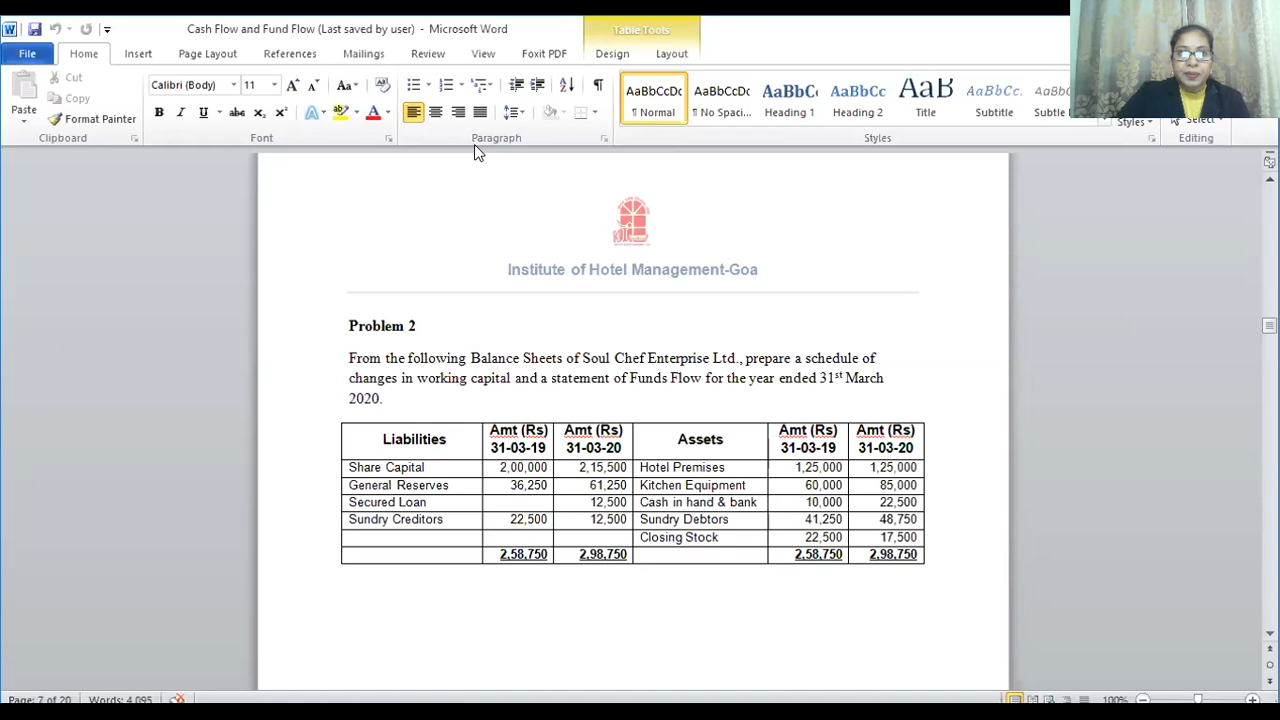 Cash Flow and Fund Flow (Last saved by user) - Microsoft Word
Table Tools
File Home Insert Page Layout References Mailings Review View Foxit PDF Design Layout
Paste
Cut
Copy
Format Painter
Clipboard
Calibri (Body) 11
Font
Paragraph
AaBbCcDc AaBbCcDc AaBbCc AaBbCc AaB AaBbCc.
¶ Normal ¶ No Spaci... Heading 1 Heading 2 Title Subtitle
Styles
Styles
Editing
Institute of Hotel Management-Goa
Problem 2
From the following Balance Sheets of Soul Chef Enterprise Ltd., prepare a schedule of
changes in working capital and a statement of Funds Flow for the year ended 31st March
2020.
Liabilities Amt (Rs) 31-03-19 Amt (Rs) 31-03-20 Assets Amt (Rs) 31-03-19 Amt (Rs) 31-03-20
Share Capital 2,00,000 2,15,500 Hotel Premises 1,25,000 1,25,000
General Reserves 36,250 61,250 Kitchen Equipment 60,000 85,000
Secured Loan 12,500 Cash in hand & bank 10,000 22,500
Sundry Creditors 22,500 12,500 Sundry Debtors 41,250 48,750
Closing Stock 22,500 17,500
2,58,750 2,98,750 2,58,750 2,98,750
Page: 7 of 20 Words: 4,095 100%